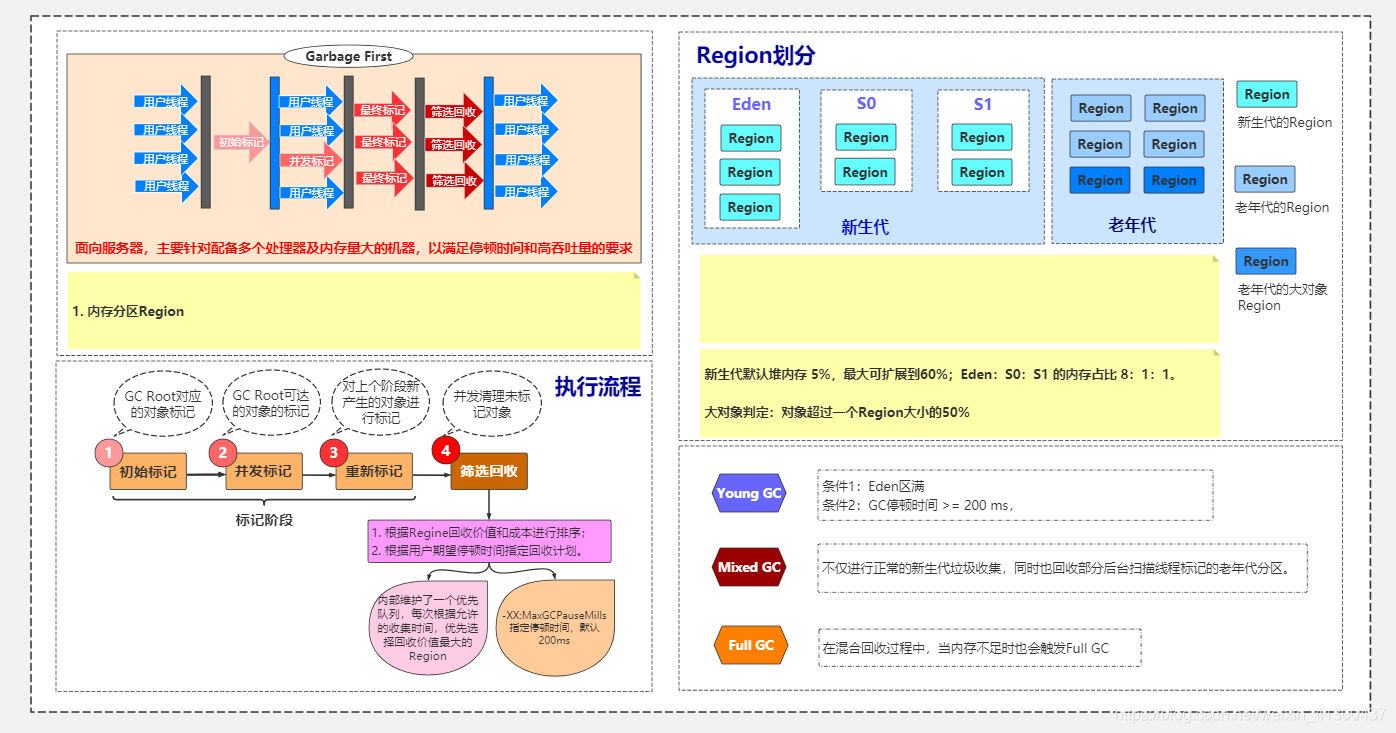 Garbage First
用户线程
用户线程
用户线程
用户线程
初始标记
用户线程
用户线程
并发标记
用户线程
最终标记
最终标记
最终标记
筛选回收
筛选回收
筛选回收
用户线程
用户线程
用户线程
用户线程
面向服务器，主要针对配备多个处理器及内存量大的机器，以满足停顿时间和高吞吐量的要求
1. 内存分区Region
执行流程
GC Root对应
的对象标记
GC Root可达
的对象的标记
对上个阶段新
产生的对象进
行标记
并发清理未标
记对象
1
初始标记
2
并发标记
3
重新标记
4
筛选回收
标记阶段
1. 根据Regine回收价值和成本进行排序；
2. 根据用户期望停顿时间指定回收计划。
内部维护了一个优先
队列，每次根据允许
的收集时间，优先选
择回收价值最大的
Region
-XX:MaxGCPauseMills
指定停顿时间，默认
200ms
Region划分
Eden
Region
Region
Region
S0
Region
Region
S1
Region
Region
新生代
Region
Region
Region
Region
Region
Region
老年代
Region
新生代的Region
Region
老年代的Region
Region
老年代的大对象
Region
新生代默认堆内存 5%，最大可扩展到60%；Eden：S0：S1 的内存占比 8：1：1。
大对象判定：对象超过一个Region大小的50%
Young GC
条件1：Eden区满
条件2：GC停顿时间 >= 200 ms，
Mixed GC
不仅进行正常的新生代垃圾收集，同时也回收部分后台扫描线程标记的老年代分区。
Full GC
在混合回收过程中，当内存不足时也会触发Full GC
https://blog.csdn.net/weixin_41300437